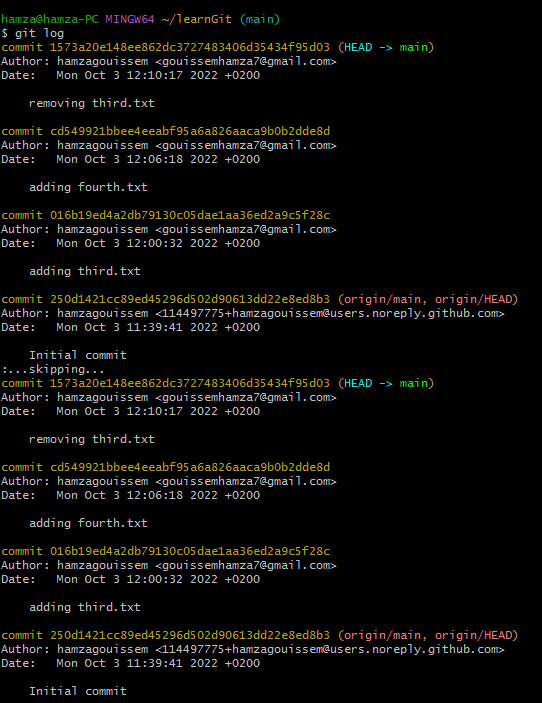 hamza@hamza-PC MINGW64 ~/learnGit (main)
$ git log
commit 1573a20e148ee862dc3727483406d35434f95d03 (HEAD -> main)
Author: hamzagouissem <gouissemhamza7@gmail.com>
Date:   Mon Oct 3 12:10:17 2022 +0200

    removing third.txt

commit cd549921bbee4eeabf95a6a826aaca9b0b2dde8d
Author: hamzagouissem <gouissemhamza7@gmail.com>
Date:   Mon Oct 3 12:06:18 2022 +0200

    adding fourth.txt

commit 016b19ed4a2db79130c05dae1aa36ed2a9c5f28c
Author: hamzagouissem <gouissemhamza7@gmail.com>
Date:   Mon Oct 3 12:00:32 2022 +0200

    adding third.txt

commit 250d1421cc89ed45296d502d90613dd22e8ed8b3 (origin/main, origin/HEAD)
Author: hamzagouissem <114497775+hamzagouissem@users.noreply.github.com>
Date:   Mon Oct 3 11:39:41 2022 +0200

    Initial commit
:...skipping...
commit 1573a20e148ee862dc3727483406d35434f95d03 (HEAD -> main)
Author: hamzagouissem <gouissemhamza7@gmail.com>
Date:   Mon Oct 3 12:10:17 2022 +0200

    removing third.txt

commit cd549921bbee4eeabf95a6a826aaca9b0b2dde8d
Author: hamzagouissem <gouissemhamza7@gmail.com>
Date:   Mon Oct 3 12:06:18 2022 +0200

    adding fourth.txt

commit 016b19ed4a2db79130c05dae1aa36ed2a9c5f28c
Author: hamzagouissem <gouissemhamza7@gmail.com>
Date:   Mon Oct 3 12:00:32 2022 +0200

    adding third.txt

commit 250d1421cc89ed45296d502d90613dd22e8ed8b3 (origin/main, origin/HEAD)
Author: hamzagouissem <114497775+hamzagouissem@users.noreply.github.com>
Date:   Mon Oct 3 11:39:41 2022 +0200

    Initial commit